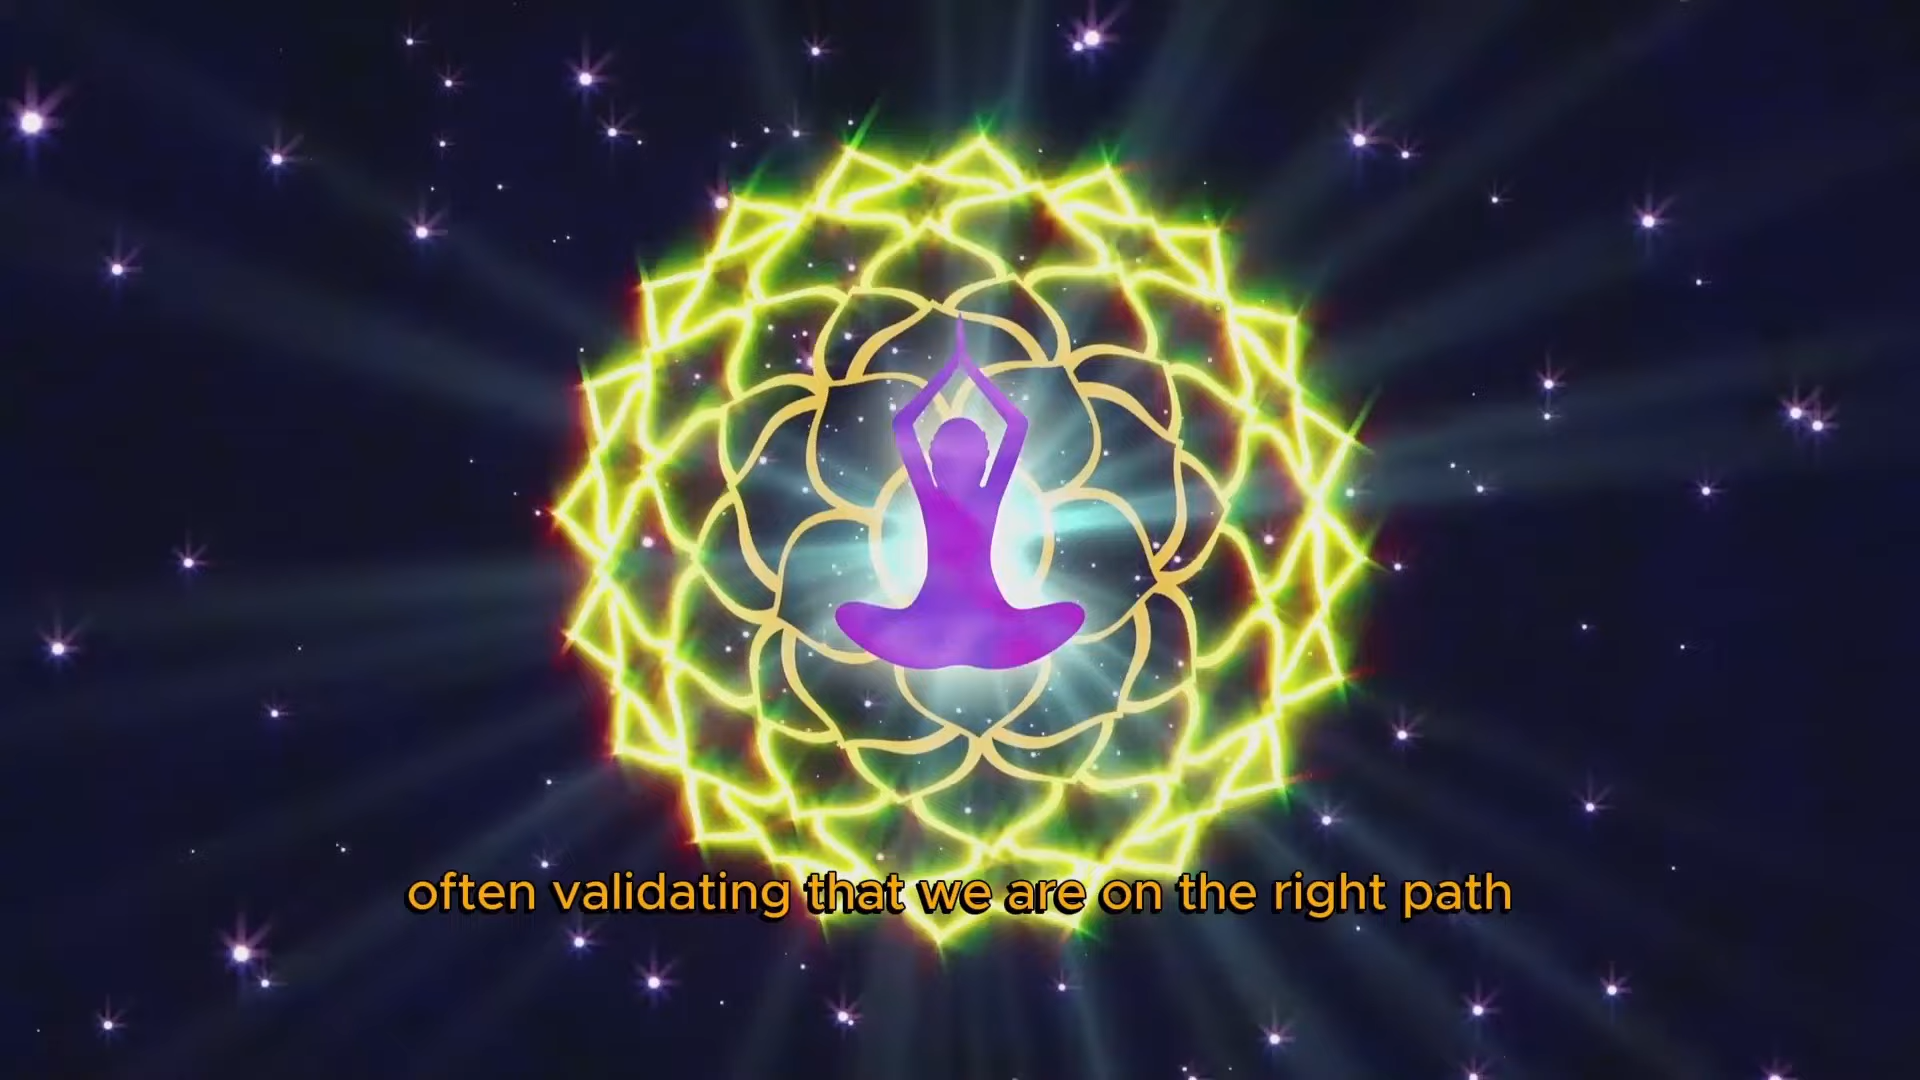 often validating that we are on the right path